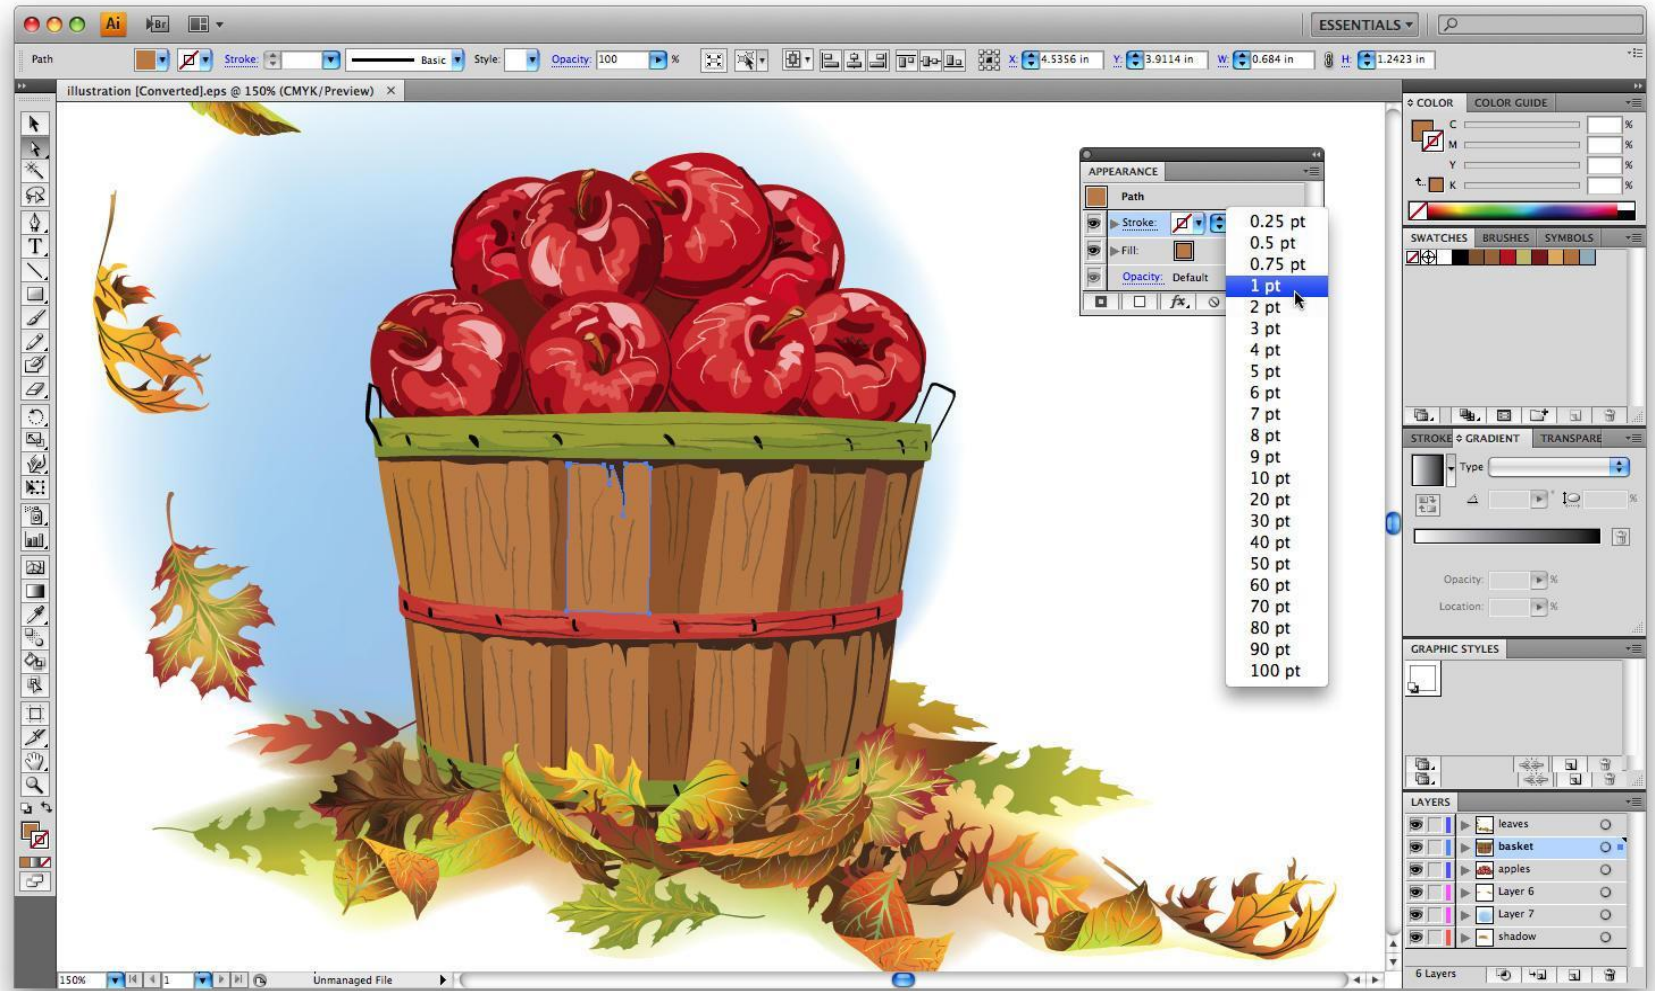 Ai Br ESSENTIALS
Path Stroke: Basic Style: Opacity: 100 % X: 4.5356 in Y: 3.9114 in W: 0.684 in H: 1.2423 in
illustration [Converted].eps @ 150% (CMYK/Preview) ×
COLOR COLOR GUIDE
C %
M %
Y %
K %
SWATCHES BRUSHES SYMBOLS
STROKE GRADIENT TRANSPARE
Type
%
Opacity: %
Location: %
GRAPHIC STYLES
LAYERS
leaves
basket
apples
Layer 6
Layer 7
shadow
6 Layers
APPEARANCE
Path
Stroke:
Fill:
Opacity: Default
fx
0.25 pt
0.5 pt
0.75 pt
1 pt
2 pt
3 pt
4 pt
5 pt
6 pt
7 pt
8 pt
9 pt
10 pt
20 pt
30 pt
40 pt
50 pt
60 pt
70 pt
80 pt
90 pt
100 pt
T
150% 1 Unmanaged File